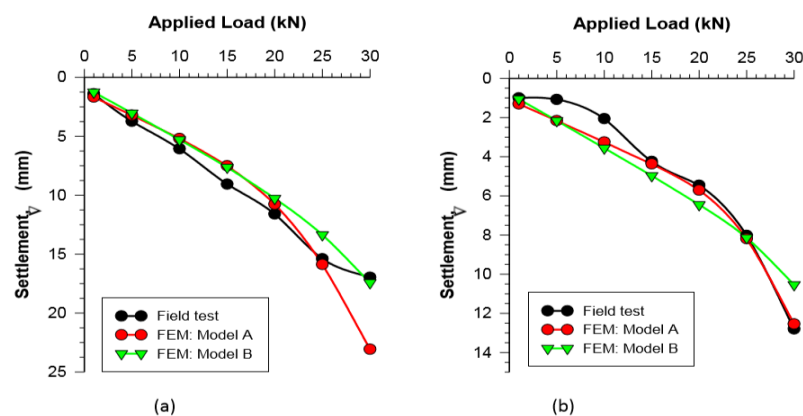 Applied Load (kN)
0 5 10 15 20 25 30
0
5
10
15
20
25
Settlement, (mm)
Field test
FEM: Model A
FEM: Model B
(a)
Applied Load (kN)
0 5 10 15 20 25 30
0
2
4
6
8
10
12
14
Settlement, (mm)
Field test
FEM: Model A
FEM: Model B
(b)